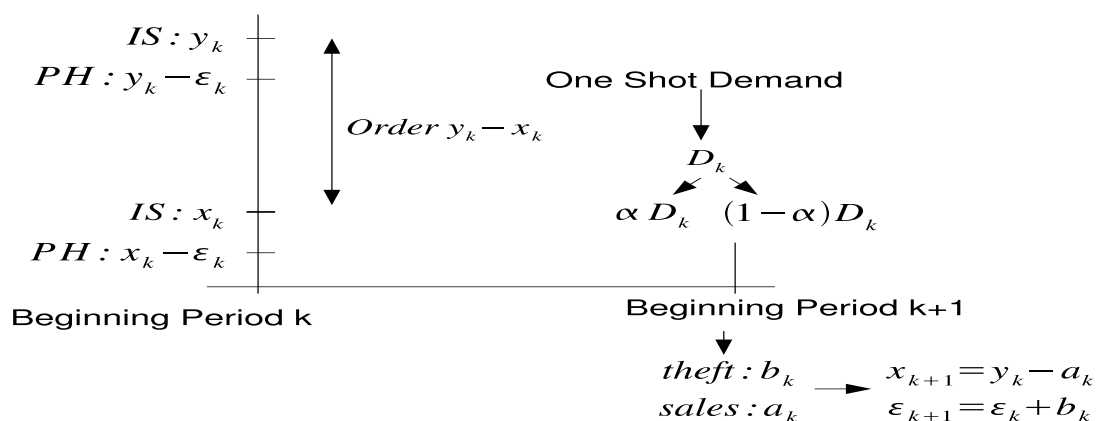 IS : y_k
PH : y_k − ε_k
One Shot Demand
Order y_k − x_k
D_k
IS : x_k
α D_k (1 − α) D_k
PH : x_k − ε_k
Beginning Period k
Beginning Period k+1
theft : b_k
x_{k+1} = y_k − a_k
sales : a_k
ε_{k+1} = ε_k + b_k